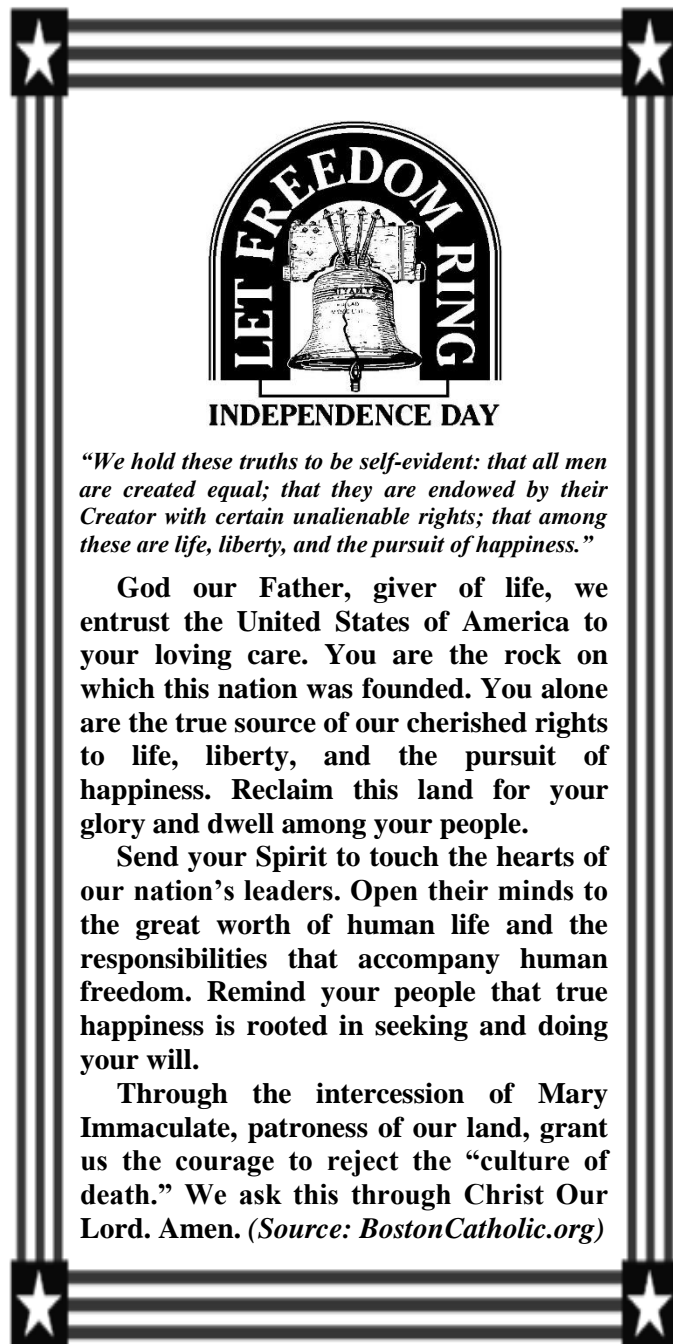 LET FREEDOM RING
INDEPENDENCE DAY
“We hold these truths to be self-evident: that all men
are created equal; that they are endowed by their
Creator with certain unalienable rights; that among
these are life, liberty, and the pursuit of happiness.”
God our Father, giver of life, we
entrust the United States of America to
your loving care. You are the rock on
which this nation was founded. You alone
are the true source of our cherished rights
to life, liberty, and the pursuit of
happiness. Reclaim this land for your
glory and dwell among your people.
Send your Spirit to touch the hearts of
our nation’s leaders. Open their minds to
the great worth of human life and the
responsibilities that accompany human
freedom. Remind your people that true
happiness is rooted in seeking and doing
your will.
Through the intercession of Mary
Immaculate, patroness of our land, grant
us the courage to reject the “culture of
death.” We ask this through Christ Our
Lord. Amen. (Source: BostonCatholic.org)